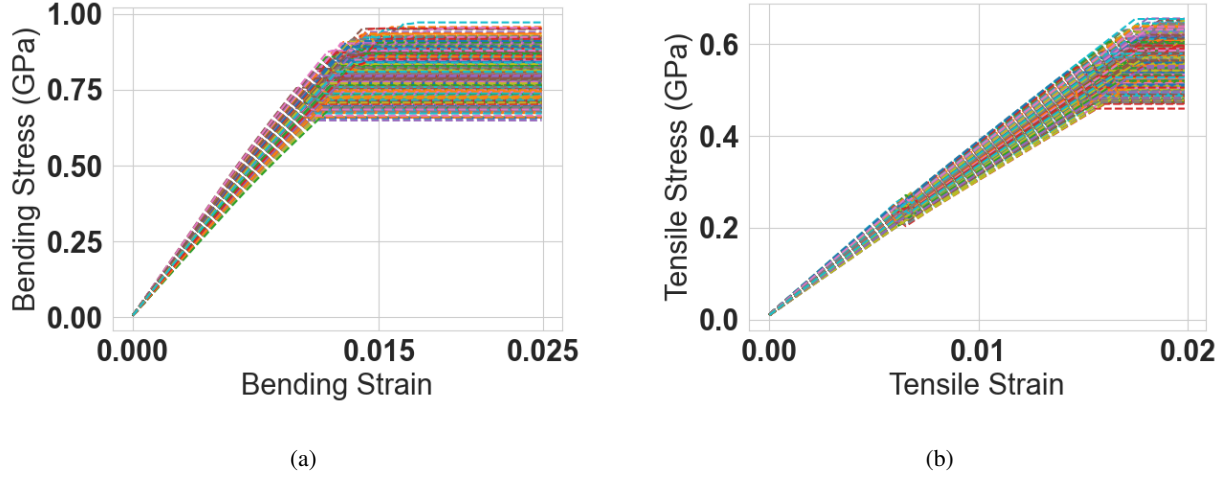 Bending Stress (GPa)
1.00
0.75
0.50
0.25
0.00
0.000 0.015 0.025
Bending Strain
(a)
Tensile Stress (GPa)
0.6
0.4
0.2
0.0
0.00 0.01 0.02
Tensile Strain
(b)